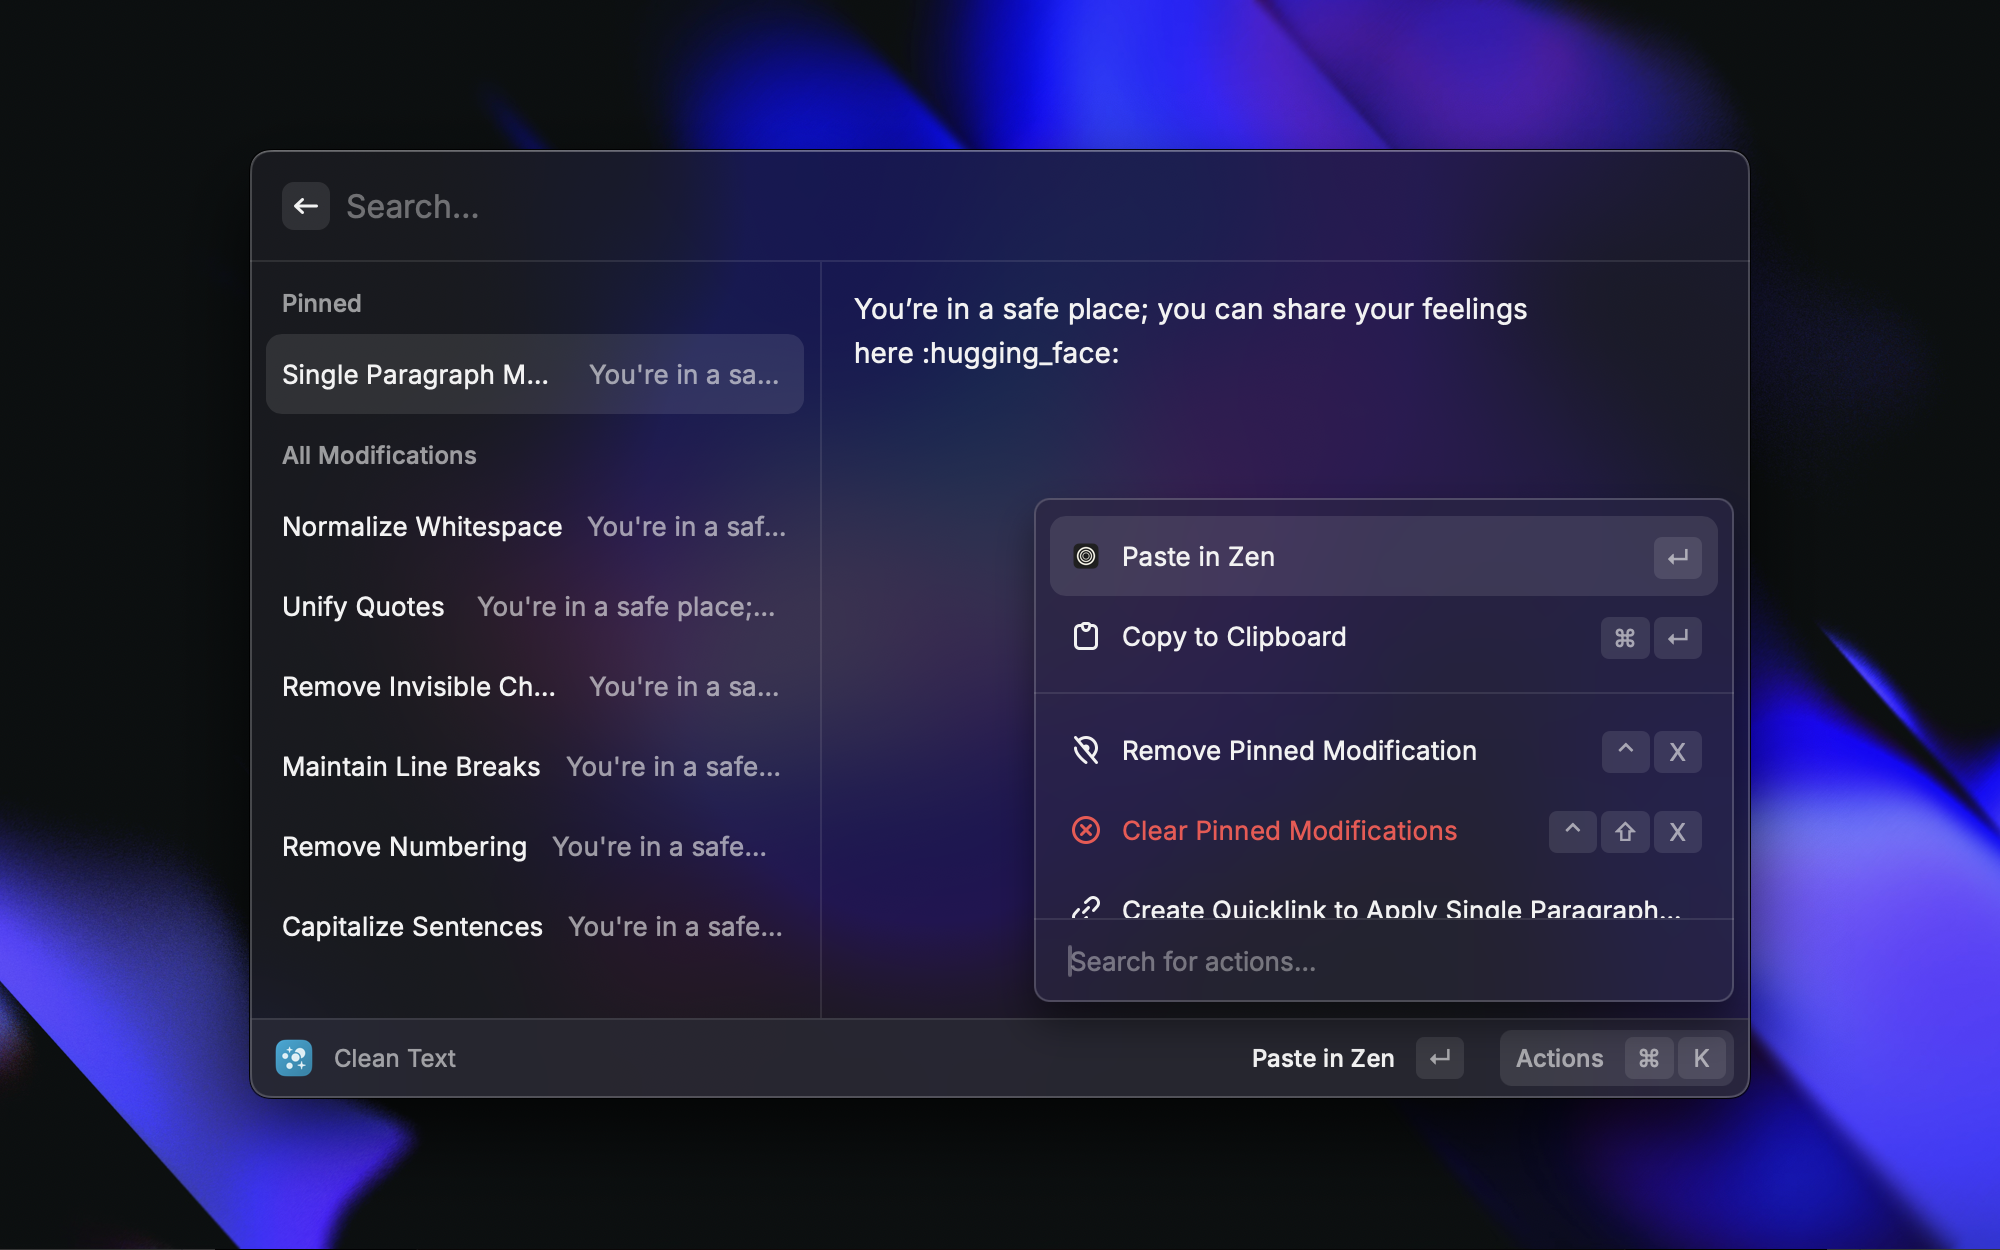 Search...
Pinned
Single Paragraph M... You're in a sa...
All Modifications
Normalize Whitespace You're in a saf...
Unify Quotes You're in a safe place;...
Remove Invisible Ch... You're in a sa...
Maintain Line Breaks You're in a safe...
Remove Numbering You're in a safe...
Capitalize Sentences You're in a safe...
You’re in a safe place; you can share your feelings
here :hugging_face:
Paste in Zen ↵
Copy to Clipboard ⌘ ↵
Remove Pinned Modification ^ X
Clear Pinned Modifications ^ ⇧ X
Create Quicklink to Apply Single Paragraph...
Search for actions...
Clean Text
Paste in Zen ↵
Actions ⌘ K